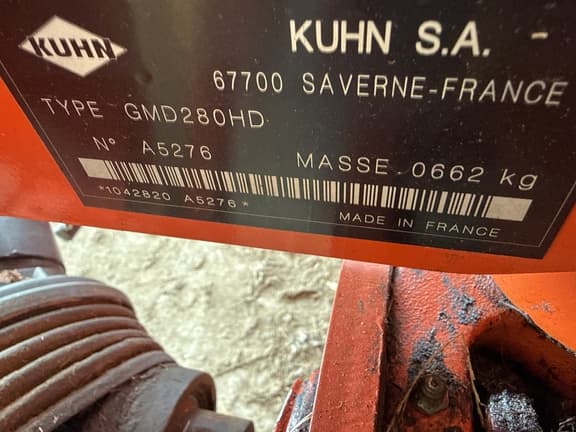 KUHN
KUHN S.A. -
67700 SAVERNE-FRANCE
TYPE GMD280HD
N° A5276 MASSE 0662 kg
*1042820 A5276*
MADE IN FRANCE